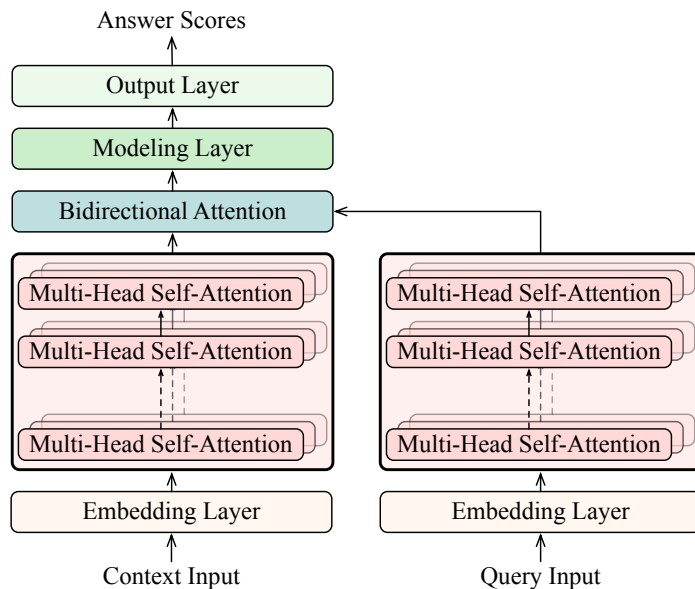 Answer Scores
Output Layer
Modeling Layer
Bidirectional Attention
Multi-Head Self-Attention
Multi-Head Self-Attention
Multi-Head Self-Attention
Embedding Layer
Context Input
Multi-Head Self-Attention
Multi-Head Self-Attention
Multi-Head Self-Attention
Embedding Layer
Query Input